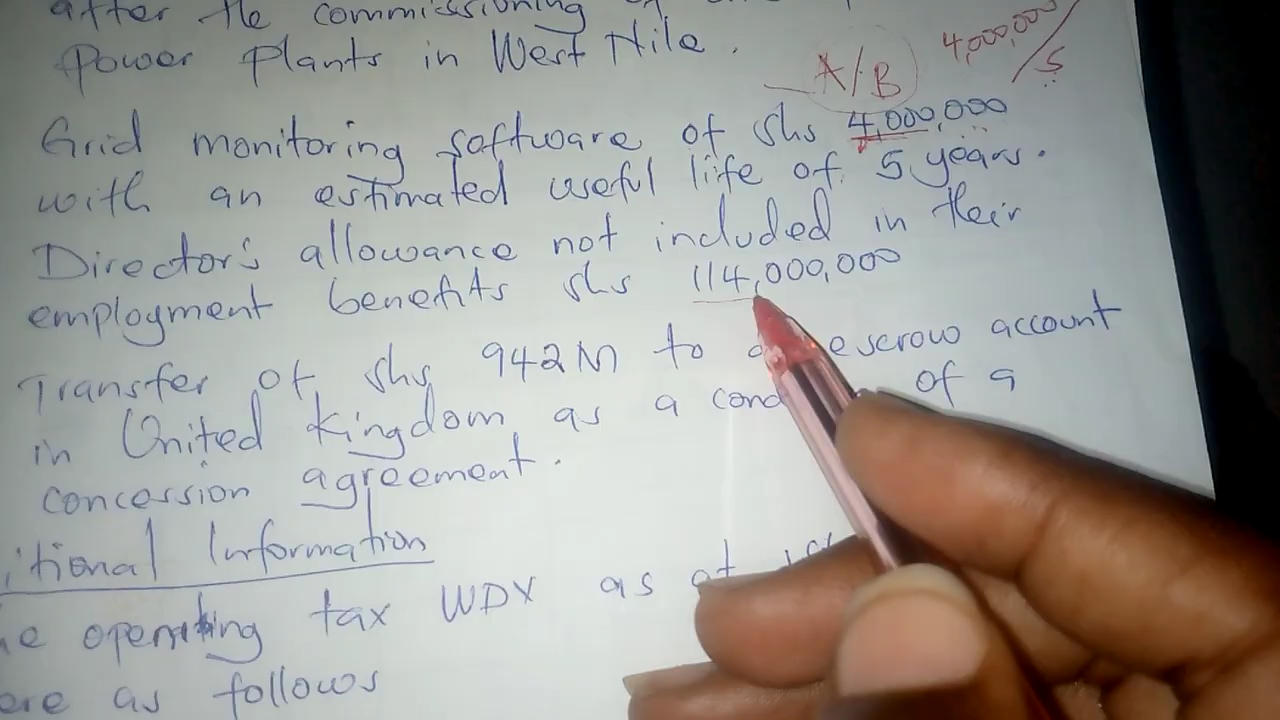 after the commissioning of
Power Plants in West Nile.
A/B 4,000,000/5
Grid monitoring software of Shs 4,000,000
with an estimated useful life of 5 years.
Director's allowance not included in their
employment benefits shs 114,000,000
Transfer of shs 942M to escrow account
in United kingdom as a of a
concession agreement.
itional Information
operating tax WDV as at
ere as follows